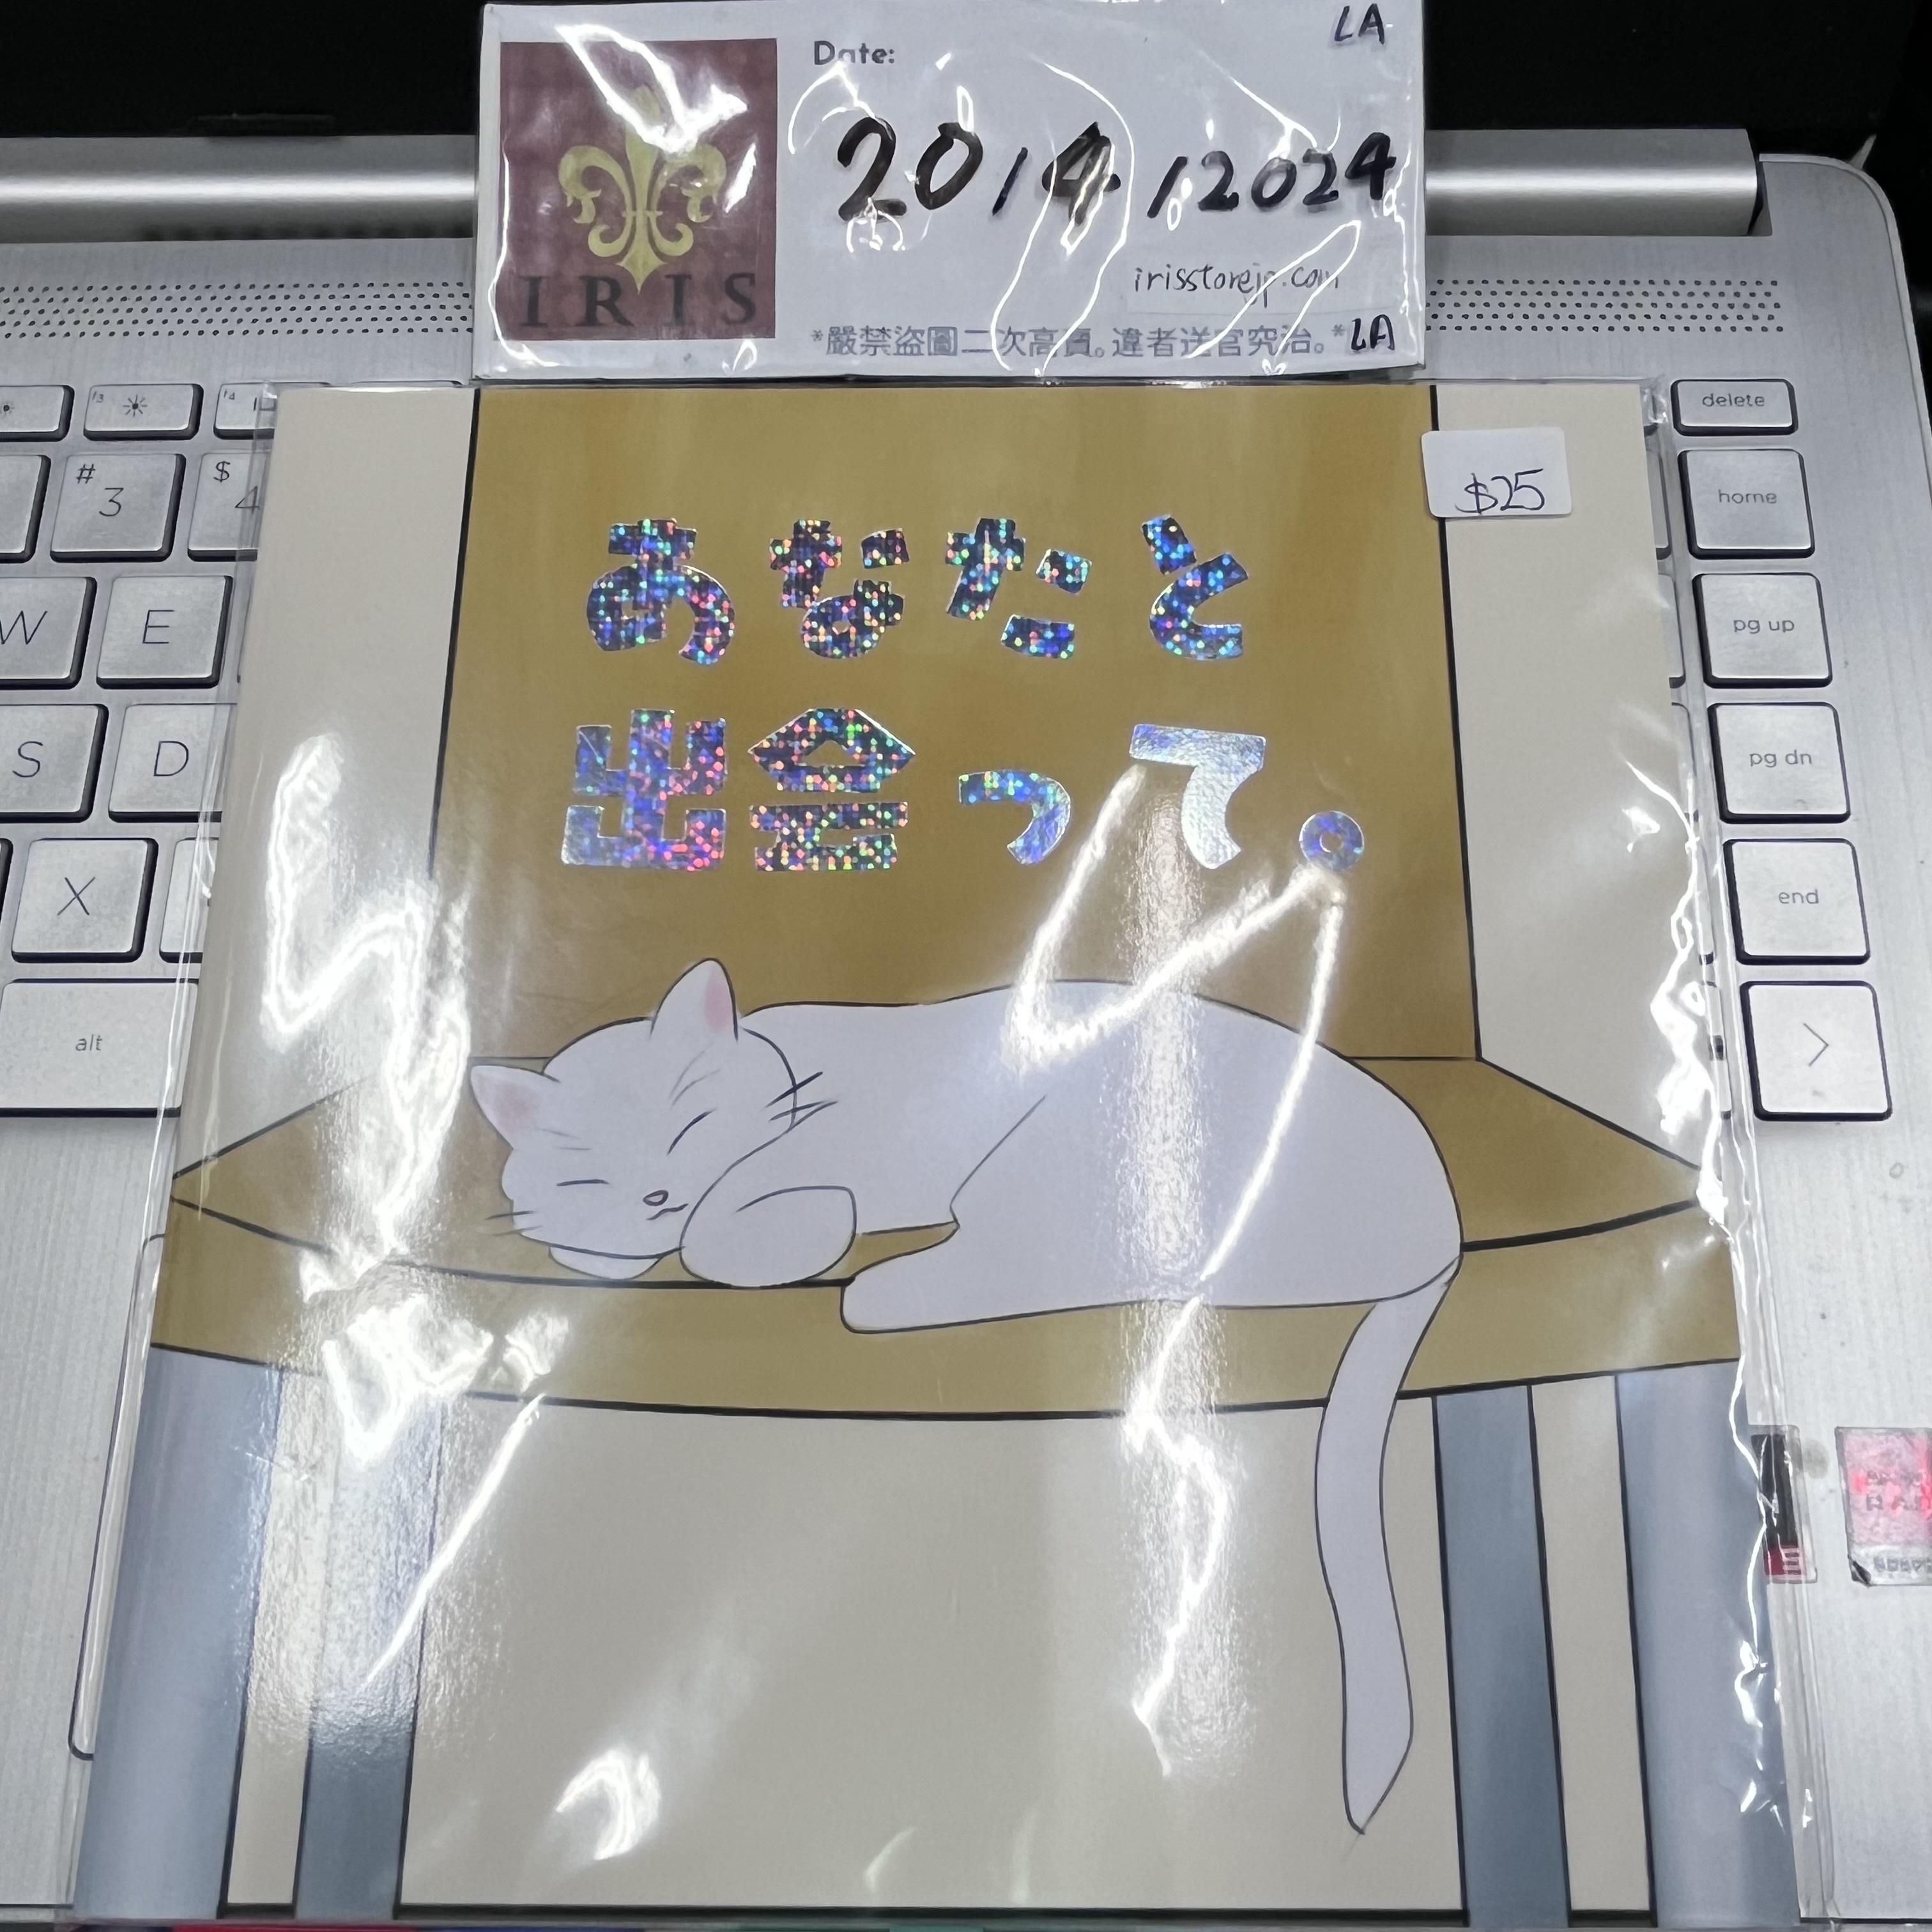 LA
Date:
20/4/2024
IRIS
irisstorejp.com
*嚴禁盜圖二次高賣。違者送官究治。*LA
$25
あなたと
出会って。
delete
home
pg up
pg dn
end
>
#
3
$
4
W
E
S
D
X
alt